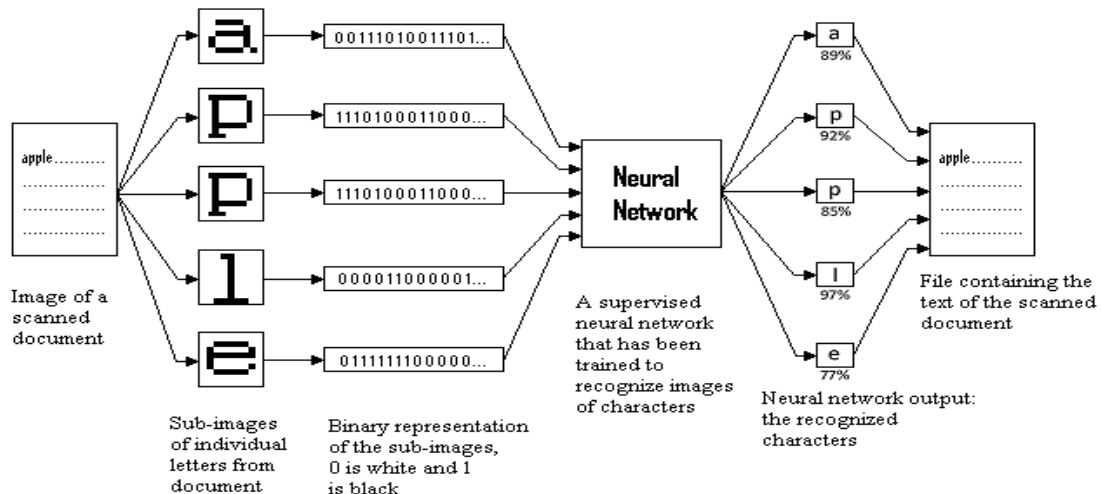 apple..........
Image of a
scanned
document
a
p
p
l
e
Sub-images
of individual
letters from
document
00111010011101...
1110100011000...
1110100011000...
0000110000001...
01111111100000...
Binary representation
of the sub-images,
0 is white and 1
is black
Neural
Network
A supervised
neural network
that has been
trained to
recognize images
of characters
a
89%
p
92%
p
85%
l
97%
e
77%
Neural network output:
the recognized
characters
apple..........
File containing the
text of the scanned
document